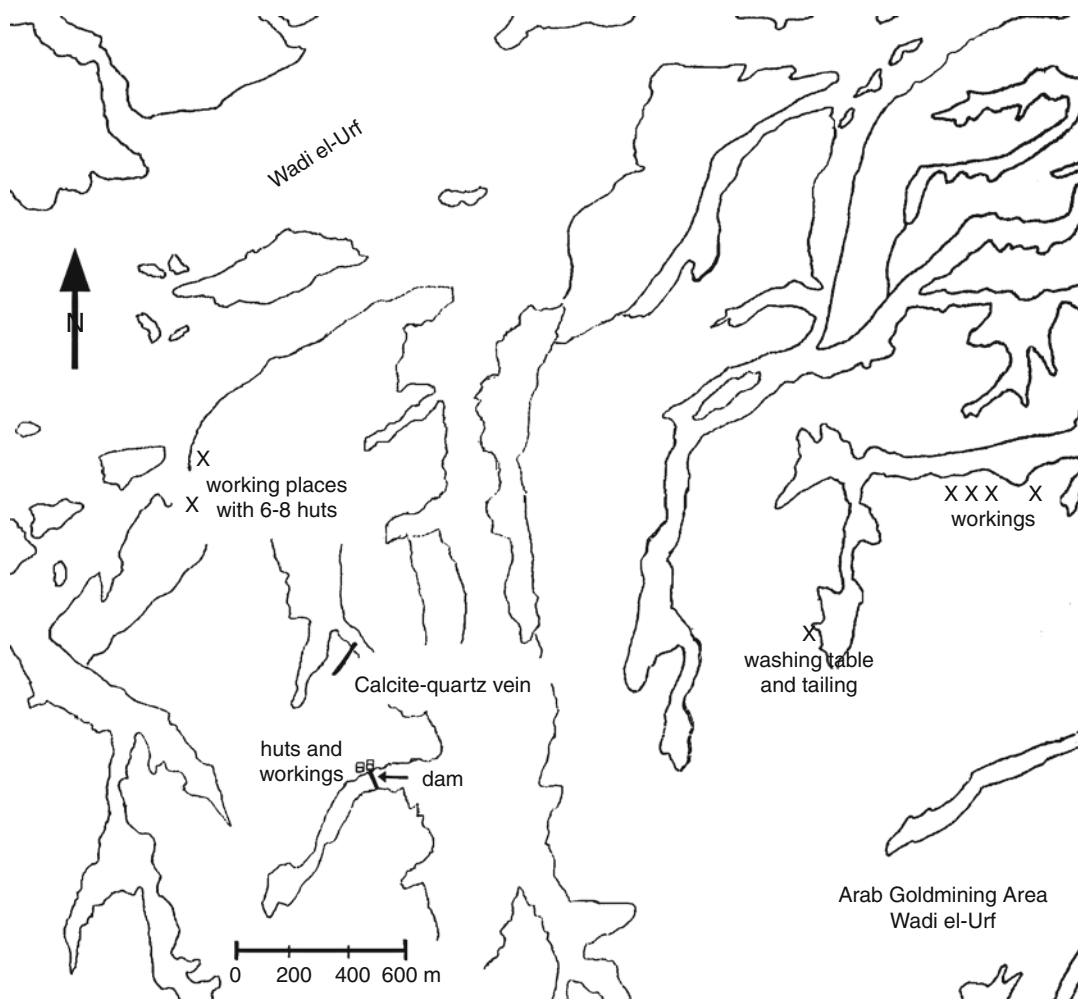 Wadi el-Urf
N
X
working places
X
with 6-8 huts
X X X X
workings
X
washing table
and tailing
Calcite-quartz vein
huts and
workings
dam
Arab Goldmining Area
Wadi el-Urf
0 200 400 600 m